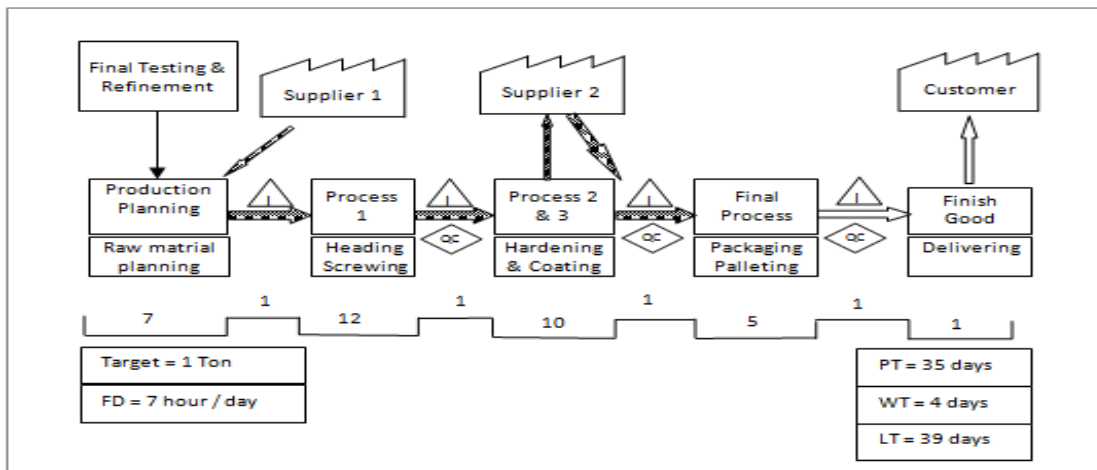 Final Testing &
Refinement
Supplier 1
Supplier 2
Customer
Production
Planning
I
Process
1
I
Process 2
& 3
I
Final
Process
I
Finish
Good
QC
QC
QC
Raw matrial
planning
Heading
Screwing
Hardening
& Coating
Packaging
Palleting
Delivering
7
1
12
1
10
1
5
1
1
Target = 1 Ton
FD = 7 hour / day
PT = 35 days
WT = 4 days
LT = 39 days